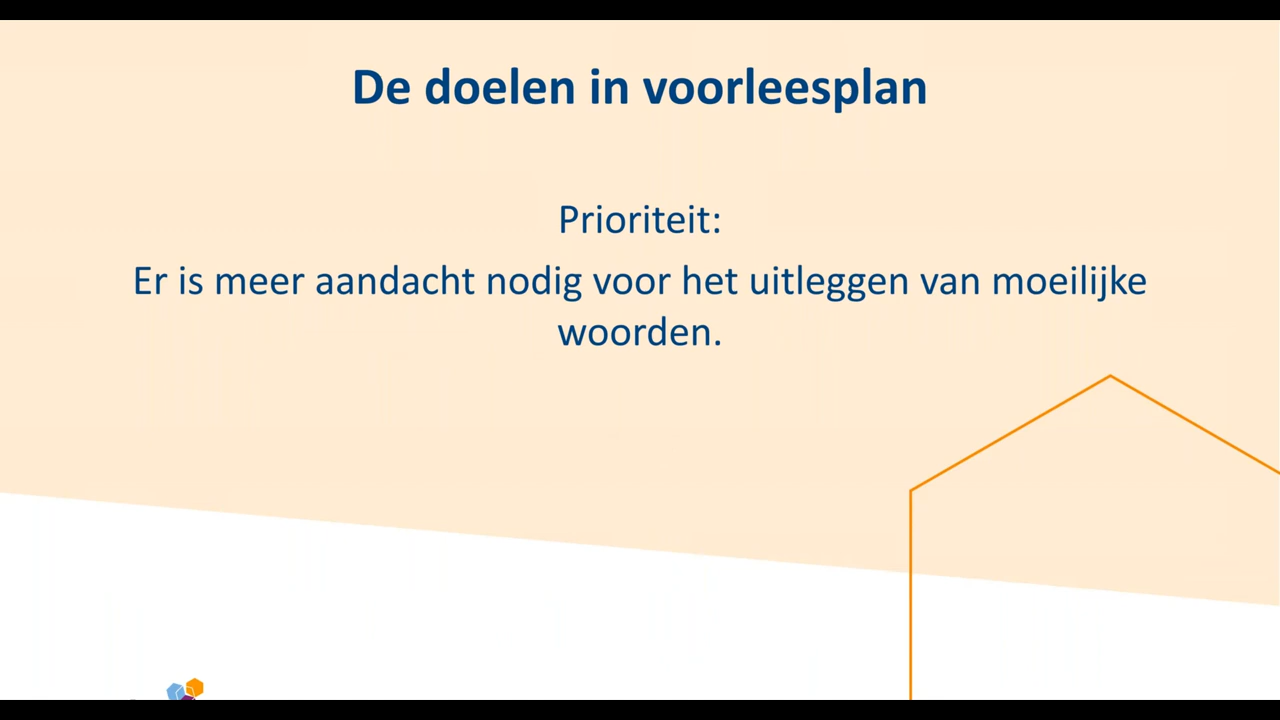 De doelen in voorleesplan
Prioriteit:
Er is meer aandacht nodig voor het uitleggen van moeilijke
woorden.